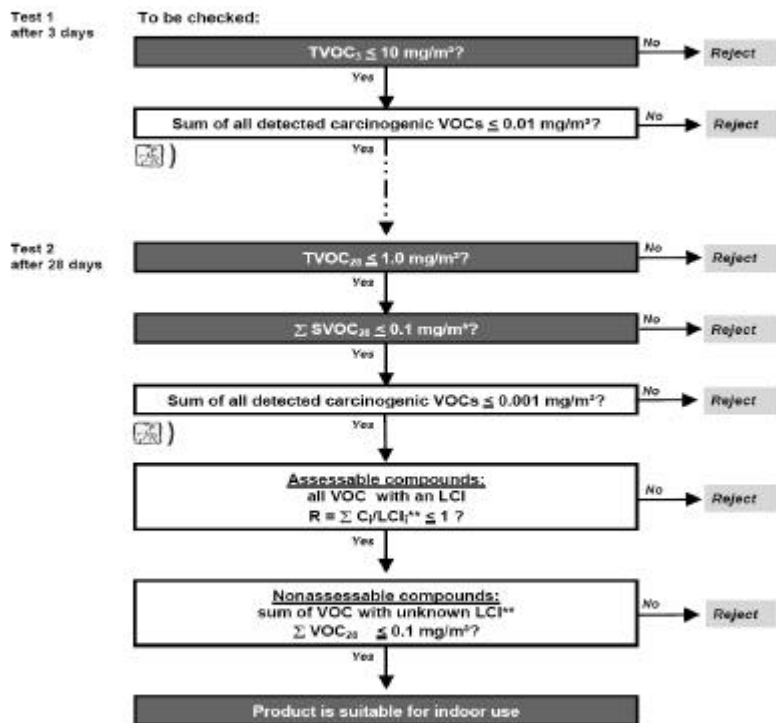 Test 1
after 3 days
To be checked:
TVOC₃ ≤ 10 mg/m³?
No
Reject
Yes
Sum of all detected carcinogenic VOCs ≤ 0.01 mg/m³?
No
Reject
Yes
)
Test 2
after 28 days
TVOC₂₈ ≤ 1.0 mg/m³?
No
Reject
Yes
Σ SVOC₂₈ ≤ 0.1 mg/m³?
No
Reject
Yes
Sum of all detected carcinogenic VOCs ≤ 0.001 mg/m³?
No
Reject
Yes
)
Assessable compounds:
all VOC with an LCI
R = Σ Cᵢ/LCIᵢ** ≤ 1 ?
No
Reject
Yes
Nonassessable compounds:
sum of VOC with unknown LCI**
Σ VOC₂₈ ≤ 0.1 mg/m³?
No
Reject
Yes
Product is suitable for indoor use